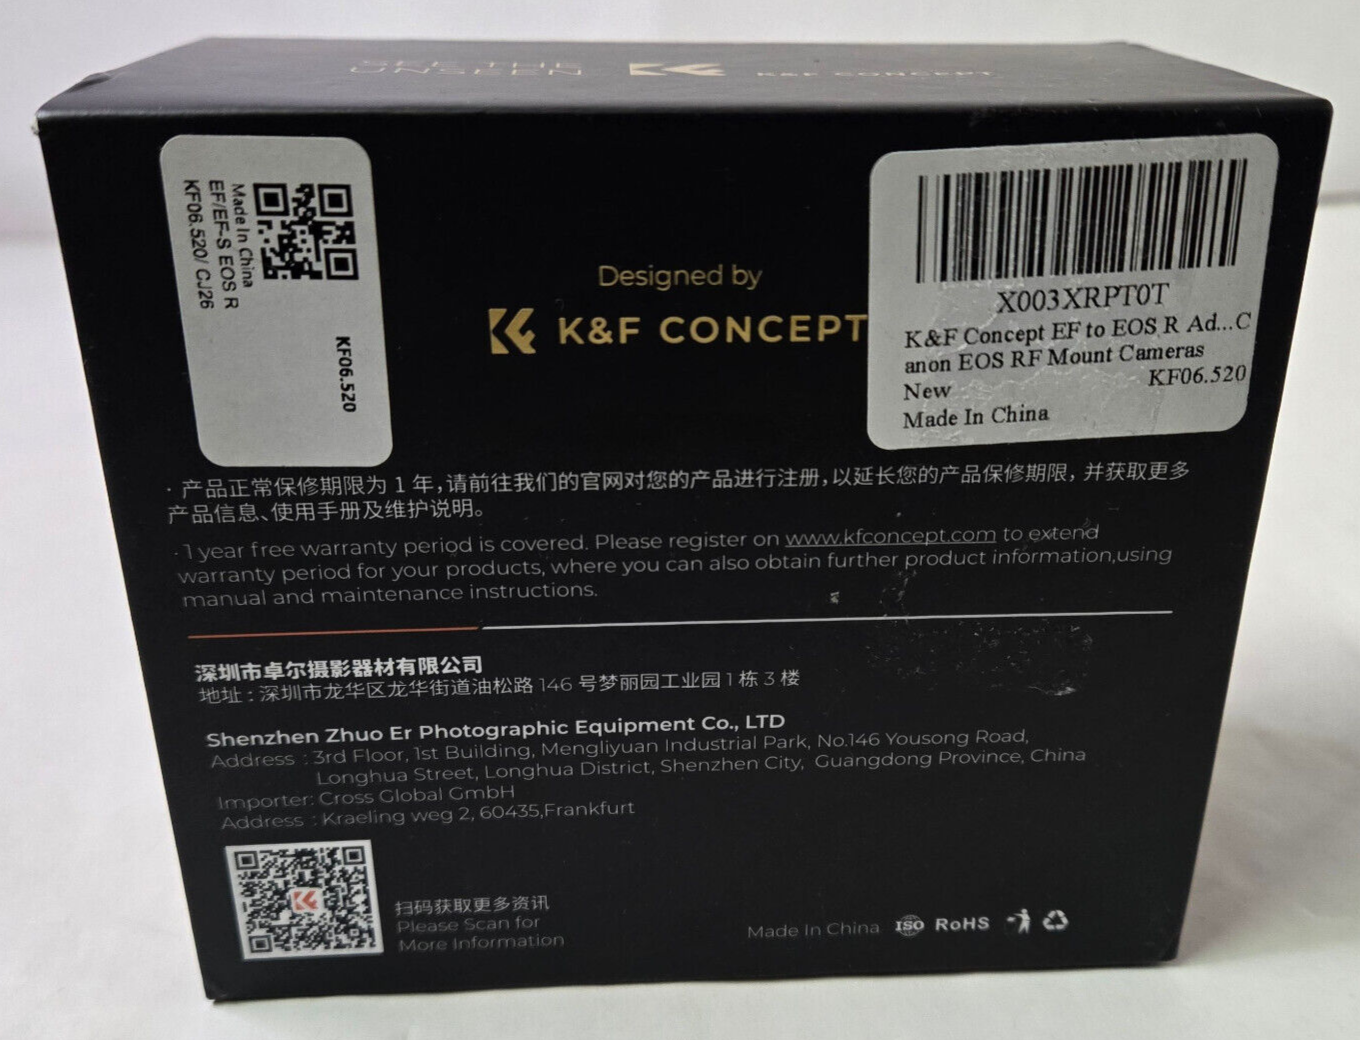 SEE THE
UNSEEN
K&F CONCEPT
Made In China
EF/EF-S EOS R
KF06.520/ CJ26
KF06.520
Designed by
K&F CONCEPT
X003XRPT0T
K&F Concept EF to EOS R Ad...C
anon EOS RF Mount Cameras
New KF06.520
Made In China
· 产品正常保修期限为 1 年,请前往我们的官网对您的产品进行注册,以延长您的产品保修期限, 并获取更多
产品信息、使用手册及维护说明。
· 1 year free warranty period is covered. Please register on www.kfconcept.com to extend
warranty period for your products, where you can also obtain further product information,using
manual and maintenance instructions.
深圳市卓尔摄影器材有限公司
地址 : 深圳市龙华区龙华街道油松路 146 号梦丽园工业园 1 栋 3 楼
Shenzhen Zhuo Er Photographic Equipment Co., LTD
Address : 3rd Floor, 1st Building, Mengliyuan Industrial Park, No.146 Yousong Road,
Longhua Street, Longhua District, Shenzhen City, Guangdong Province, China
Importer: Cross Global GmbH
Address : Kraeling weg 2, 60435,Frankfurt
扫码获取更多资讯
Please Scan for
More Information
Made In China ISO RoHS